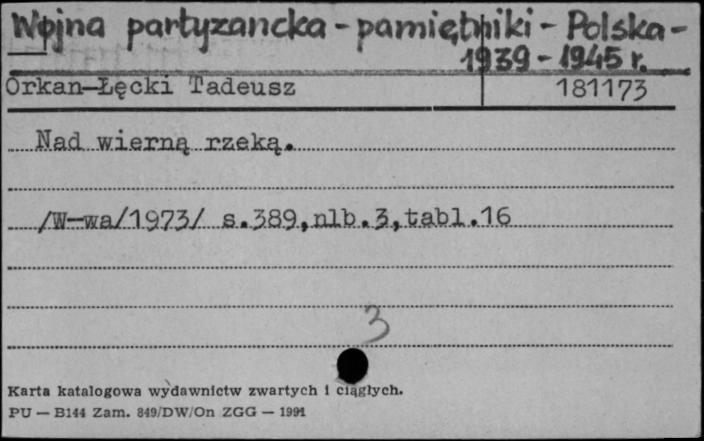 Wojna partyzancka - pamiętniki - Polska -
1939 - 1945 r.
Orkan-Łęcki Tadeusz 181173
Nad wierną rzeką.
/W-wa/1973/ s.389,nlb.3,tabl.16
3
Karta katalogowa wydawnictw zwartych i ciągłych.
PU — B144 Zam. 849/DW/On ZGG — 1991